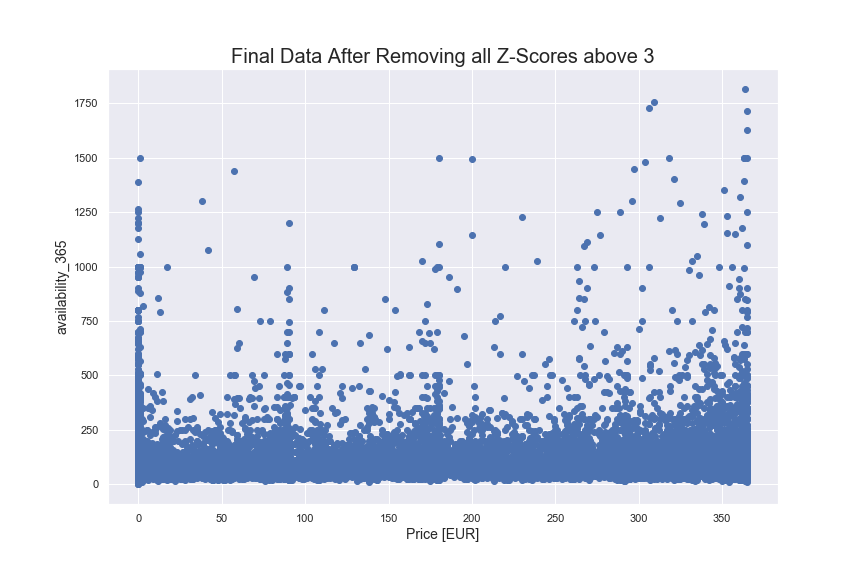 Final Data After Removing all Z-Scores above 3
1750
1500
1250
1000
750
500
250
0
availability_365
0 50 100 150 200 250 300 350
Price [EUR]